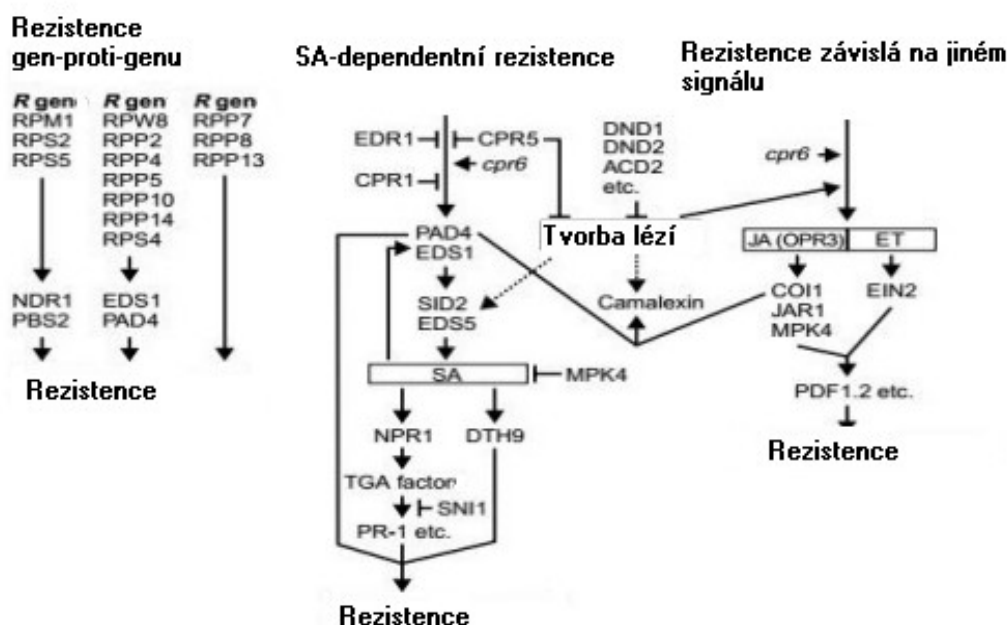 Rezistence
gen-proti-genu
R gen
RPM1
RPS2
RPS5
NDR1
PBS2
R gen
RPW8
RPP2
RPP4
RPP5
RPP10
RPP14
RPS4
EDS1
PAD4
R gen
RPP7
RPP8
RPP13
Rezistence
SA-dependentní rezistence
EDR1
CPR5
cpr6
CPR1
DND1
DND2
ACD2
etc.
PAD4
EDS1
Tvorba lézí
SID2
EDS5
Camalexin
SA
MPK4
NPR1
DTH9
TGA factor
SNI1
PR-1 etc.
Rezistence
Rezistence závislá na jiném
signálu
cpr6
JA (OPR3)
ET
COI1
JAR1
MPK4
EIN2
PDF1.2 etc.
Rezistence